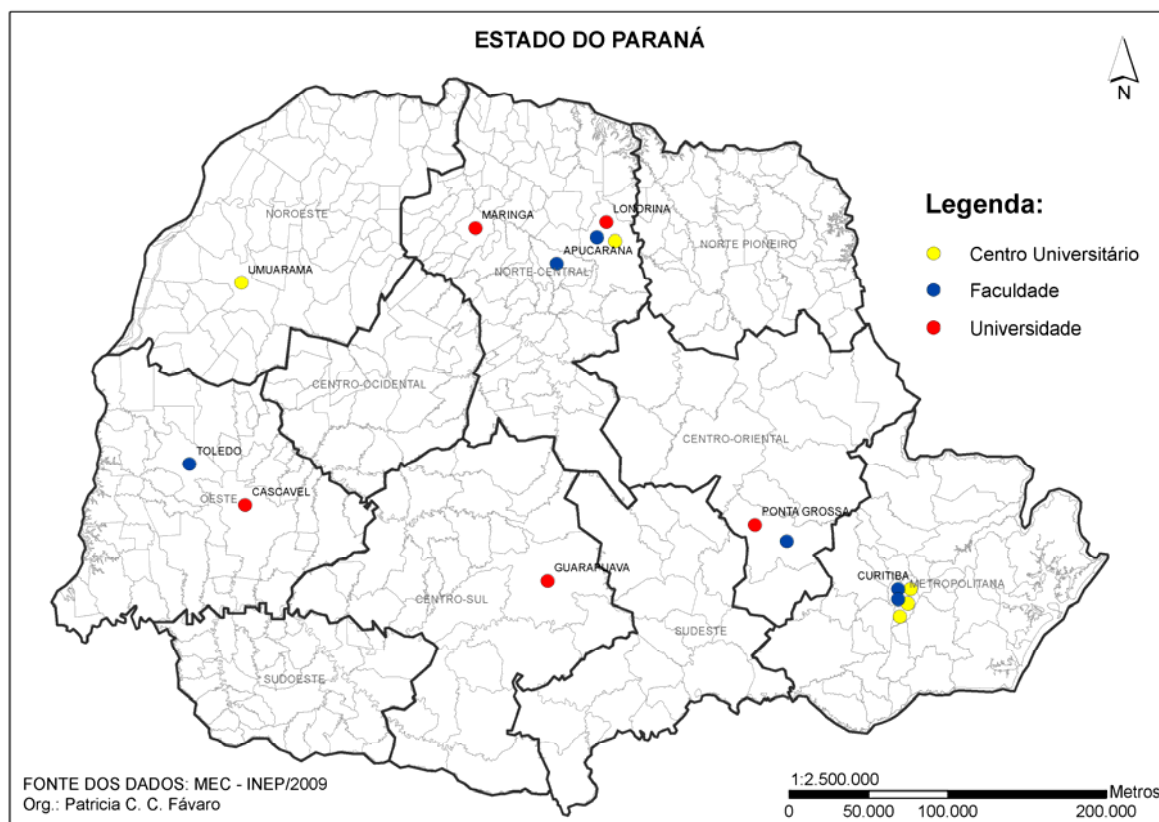 ESTADO DO PARANÁ
N
NOROESTE
MARINGA
LONDRINA
APUCARANA
NORTE-CENTRAL
NORTE PIONEIRO
UMUARAMA
CENTRO-OCIDENTAL
CENTRO-ORIENTAL
TOLEDO
OESTE
CASCAVEL
PONTA GROSSA
GUARAPUAVA
CENTRO-SUL
CURITIBA
METROPOLITANA
SUDESTE
SUDOESTE
Legenda:
Centro Universitário
Faculdade
Universidade
FONTE DOS DADOS: MEC - INEP/2009
Org.: Patricia C. C. Fávaro
1:2.500.000
Metros
0 50.000 100.000 200.000